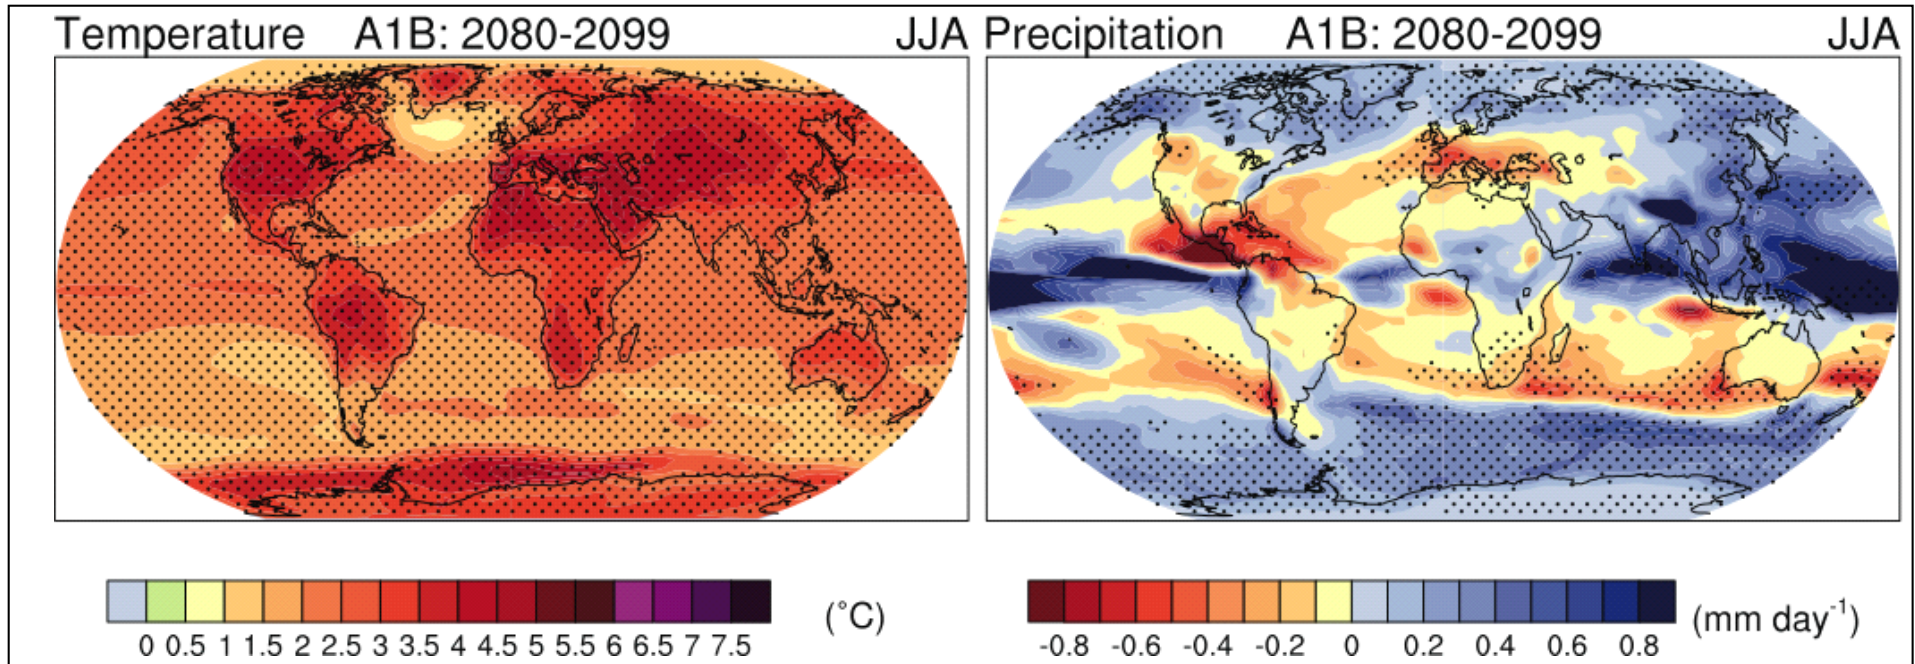 Temperature A1B: 2080-2099 JJA
Precipitation A1B: 2080-2099 JJA
0 0.5 1 1.5 2 2.5 3 3.5 4 4.5 5 5.5 6 6.5 7 7.5
(°C)
-0.8 -0.6 -0.4 -0.2 0 0.2 0.4 0.6 0.8
(mm day⁻¹)